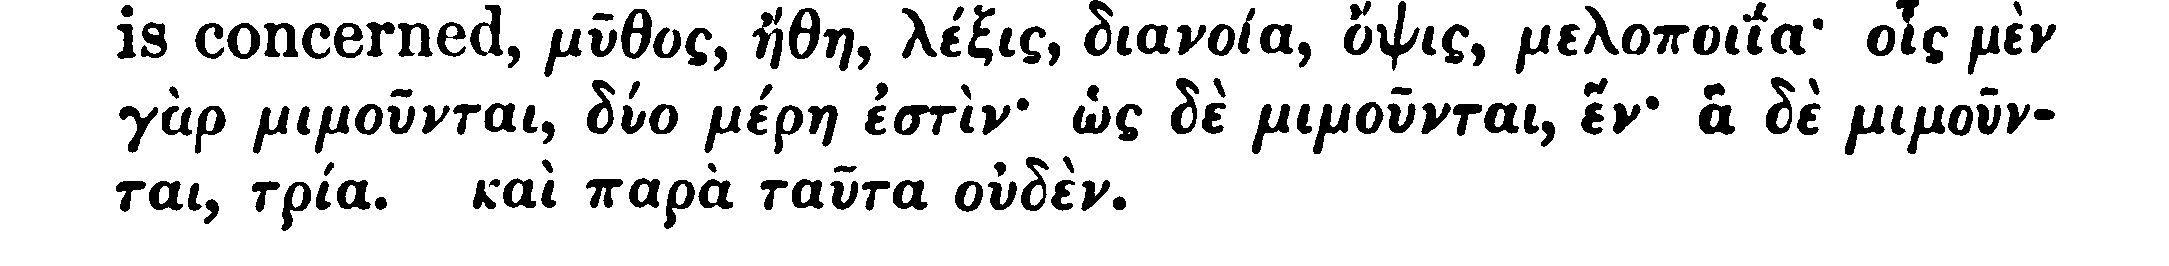 is concerned, μῦθος, ἤθη, λέξις, διανοία, ὄψις, μελοποιΐα· οἷς μὲν
γὰρ μιμοῦνται, δύο μέρη ἐστὶν· ὡς δὲ μιμοῦνται, ἕν· ἃ δὲ μιμοῦν-
ται, τρία. καὶ παρὰ ταῦτα οὐδὲν.